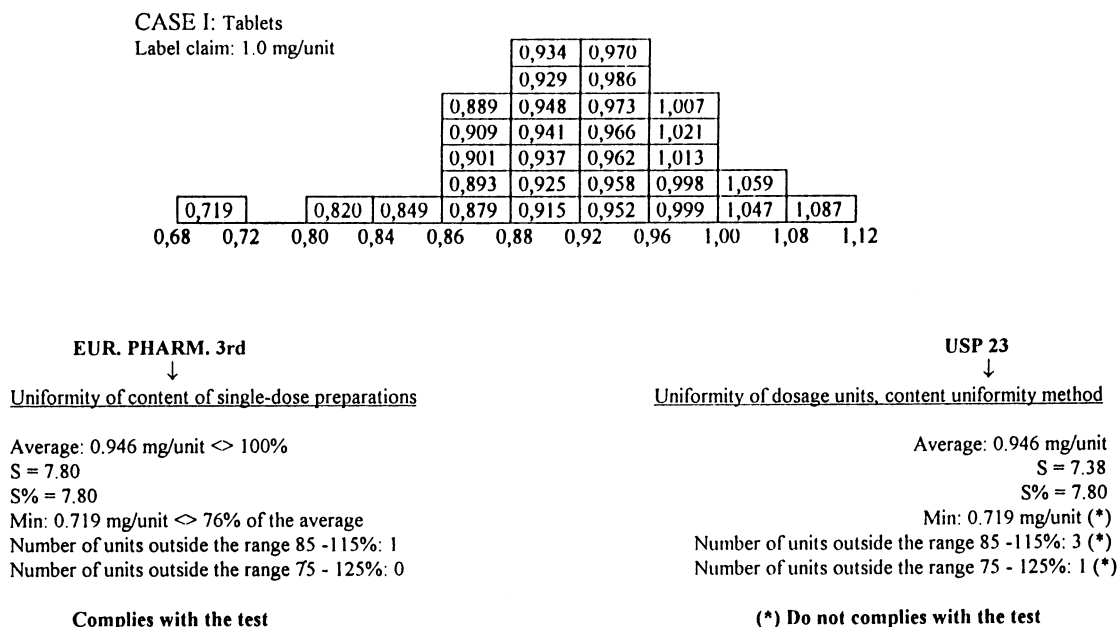 CASE I: Tablets
Label claim: 1.0 mg/unit
0,934 0,970
0,929 0,986
0,889 0,948 0,973 1,007
0,909 0,941 0,966 1,021
0,901 0,937 0,962 1,013
0,893 0,925 0,958 0,998 1,059
0,719 0,820 0,849 0,879 0,915 0,952 0,999 1,047 1,087
0,68 0,72 0,80 0,84 0,86 0,88 0,92 0,96 1,00 1,08 1,12
EUR. PHARM. 3rd
↓
Uniformity of content of single-dose preparations
Average: 0.946 mg/unit <> 100%
S = 7.80
S% = 7.80
Min: 0.719 mg/unit <> 76% of the average
Number of units outside the range 85 -115%: 1
Number of units outside the range 75 - 125%: 0
Complies with the test
USP 23
↓
Uniformity of dosage units, content uniformity method
Average: 0.946 mg/unit
S = 7.38
S% = 7.80
Min: 0.719 mg/unit (*)
Number of units outside the range 85 -115%: 3 (*)
Number of units outside the range 75 - 125%: 1 (*)
(*) Do not complies with the test